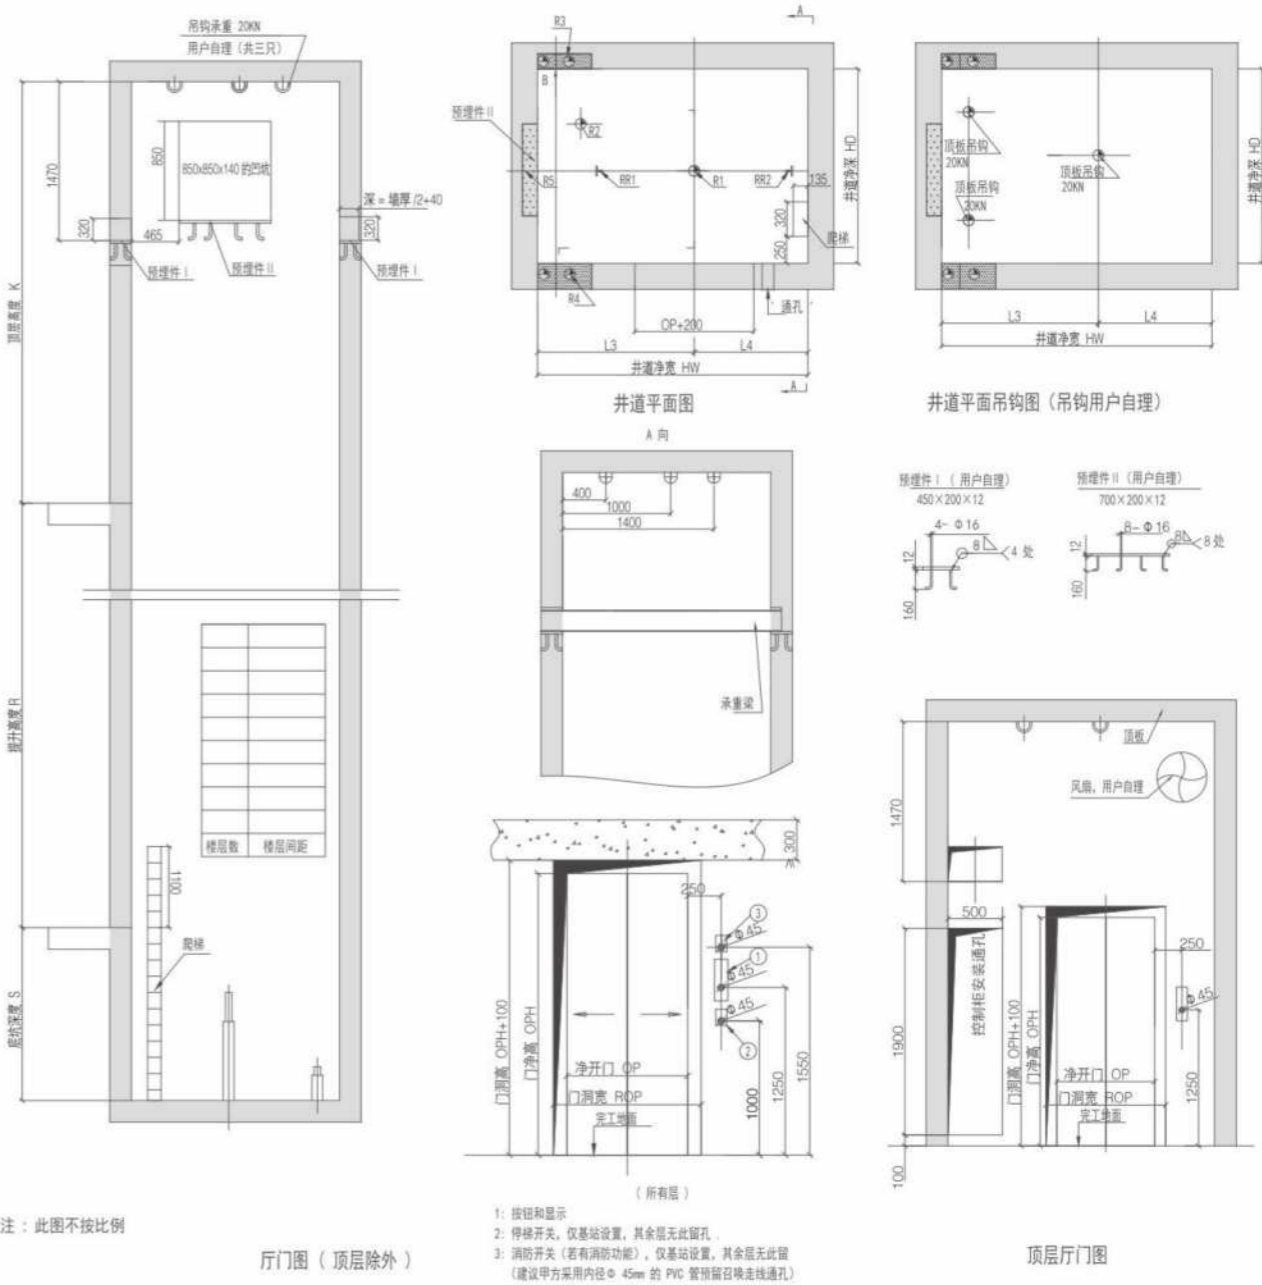 吊钩承重 20KN
用户自理（共三只）
1470
850
850x850x140 的凹坑
深 = 墙厚 /2+40
320
465
320
预埋件 I
预埋件 II
预埋件 I
顶层高度 K
提升高度 R
楼层数
楼层间距
1100
爬梯
底坑深度 S
注 ：此图不按比例
厅门图 （ 顶层除外 ）
A
R3
B
预埋件 II
R2
R5
RR1
R1
RR2
135
320
250
爬梯
井道净深 HD
R4
通孔
OP+200
L3
L4
井道净宽 HW
A
井道平面图
顶板吊钩
20KN
顶板吊钩
20KN
顶板吊钩
20KN
井道净深 HD
L3
L4
井道净宽 HW
井道平面吊钩图（吊钩用户自理）
A 向
400
1000
1400
承重梁
预埋件 I （ 用户自理）
450×200×12
4- Φ16
12
8
4 处
160
预埋件 II（用户自理）
700×200×12
8- Φ16
12
8
8 处
160
≥300
250
③
Φ45
①
Φ45
Φ45
②
门洞高 OPH+100
门净高 OPH
净开门 OP
门洞宽 ROP
完工地面
1000
1250
1550
（ 所有层 ）
1: 按钮和显示
2: 停梯开关, 仅基站设置, 其余层无此留孔 .
3: 消防开关（若有消防功能）, 仅基站设置, 其余层无此留
（建议甲方采用内径Φ 45mm 的 PVC 管预留召唤走线通孔）
顶板
风扇, 用户自理
1470
500
控制柜安装通孔
1900
100
门洞高 OPH+100
门净高 OPH
250
Φ45
净开门 OP
门洞宽 ROP
完工地面
1250
顶层厅门图